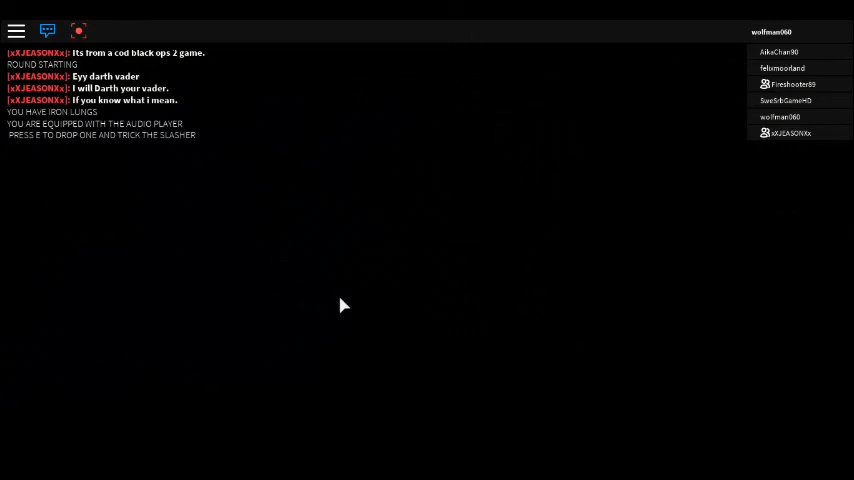 wolfman060
[xXJEASONXx]: Its from a cod black ops 2 game.
ROUND STARTING
[xXJEASONXx]: Eyy darth vader
[xXJEASONXx]: I will Darth your vader.
[xXJEASONXx]: If you know what i mean.
YOU HAVE IRON LUNGS
YOU ARE EQUIPPED WITH THE AUDIO PLAYER
PRESS E TO DROP ONE AND TRICK THE SLASHER
AikaChan90
felixmoorland
Fireshooter89
SweSrbGameHD
wolfman060
xXJEASONXx